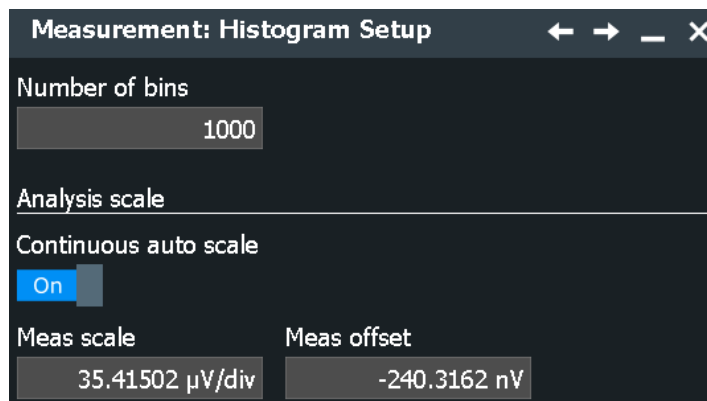 Measurement: Histogram Setup
Number of bins
1000
Analysis scale
Continuous auto scale
On
Meas scale Meas offset
35.41502 µV/div -240.3162 nV